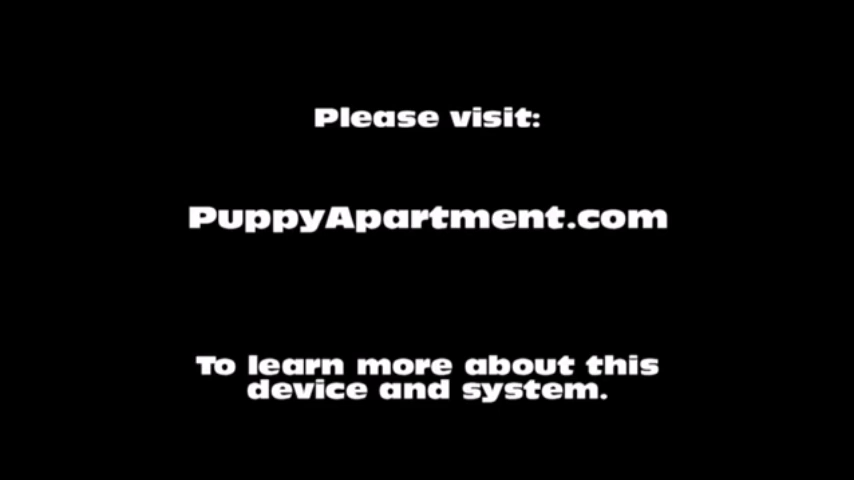 Please visit:
PuppyApartment.com
To learn more about this
device and system.